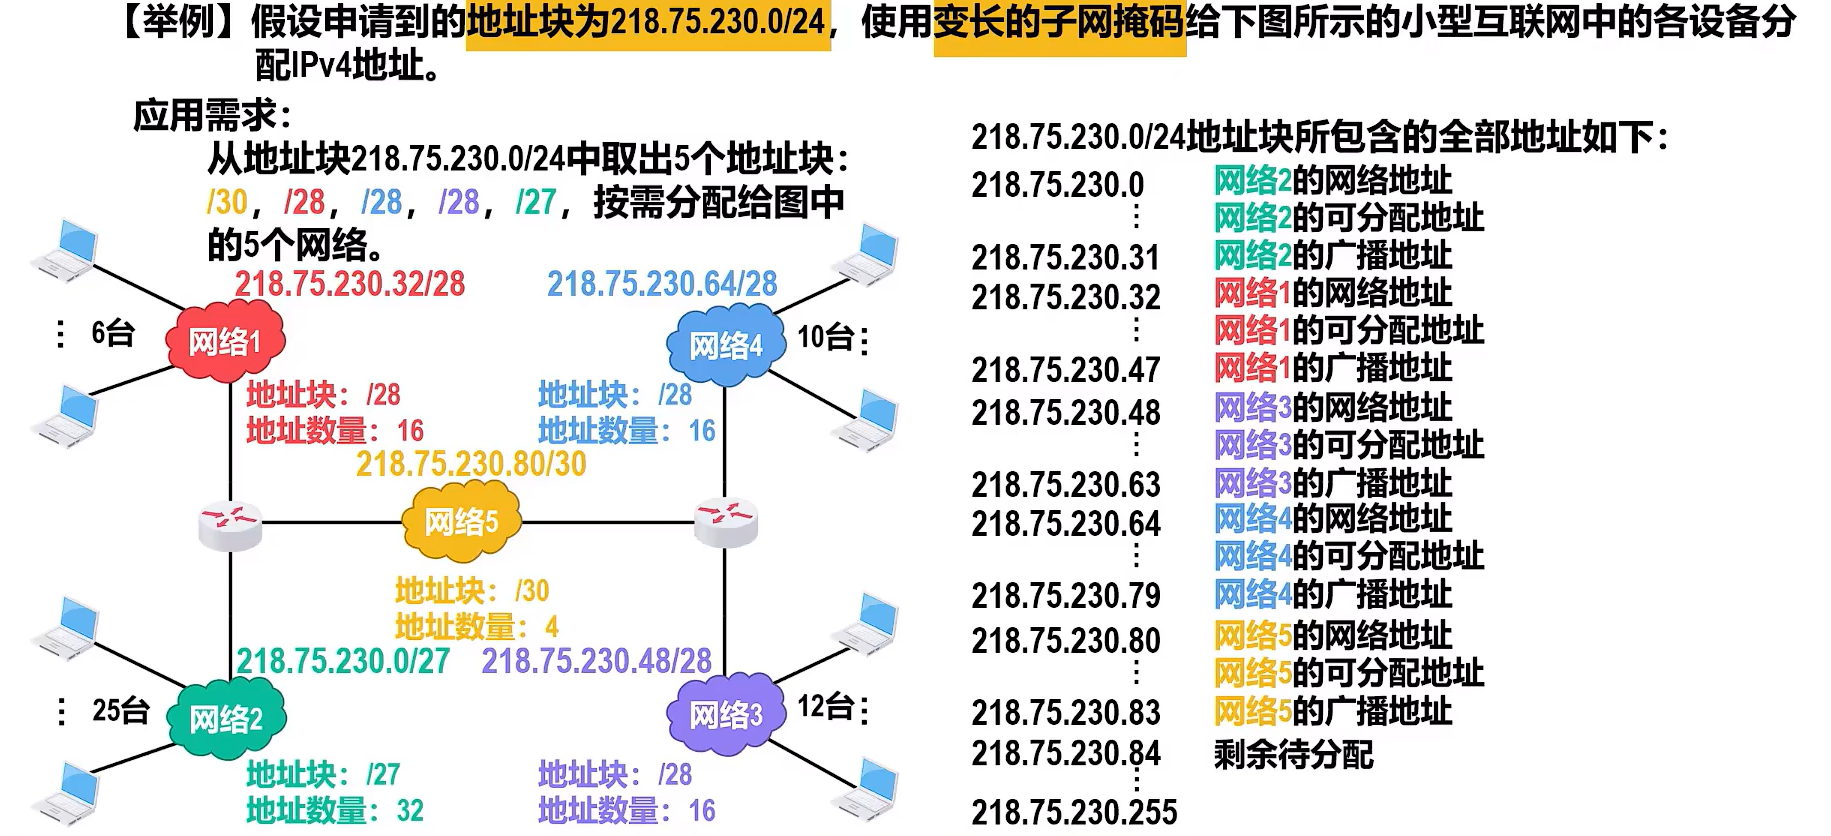 【举例】假设申请到的地址块为218.75.230.0/24，使用变长的子网掩码给下图所示的小型互联网中的各设备分
配IPv4地址。
应用需求：
从地址块218.75.230.0/24中取出5个地址块：
/30，/28，/28，/28，/27，按需分配给图中
的5个网络。
218.75.230.32/28
218.75.230.64/28
6台
网络1
网络4
10台
地址块：/28
地址数量：16
地址块：/28
地址数量：16
218.75.230.80/30
网络5
地址块：/30
地址数量：4
218.75.230.0/27
218.75.230.48/28
25台
网络2
网络3
12台
地址块：/27
地址数量：32
地址块：/28
地址数量：16
218.75.230.0/24地址块所包含的全部地址如下：
218.75.230.0 网络2的网络地址
⋮ 网络2的可分配地址
218.75.230.31 网络2的广播地址
218.75.230.32 网络1的网络地址
⋮ 网络1的可分配地址
218.75.230.47 网络1的广播地址
218.75.230.48 网络3的网络地址
⋮ 网络3的可分配地址
218.75.230.63 网络3的广播地址
218.75.230.64 网络4的网络地址
⋮ 网络4的可分配地址
218.75.230.79 网络4的广播地址
218.75.230.80 网络5的网络地址
⋮ 网络5的可分配地址
218.75.230.83 网络5的广播地址
218.75.230.84 剩余待分配
⋮
218.75.230.255